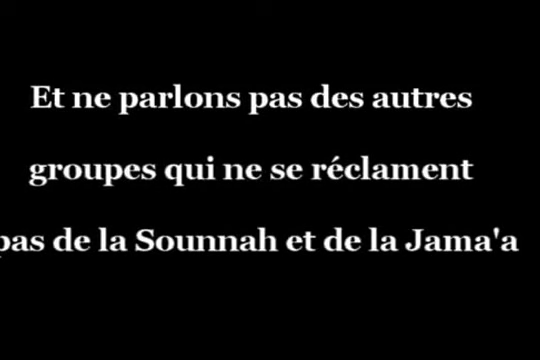 Et ne parlons pas des autres
groupes qui ne se réclament
pas de la Sounnah et de la Jama'a